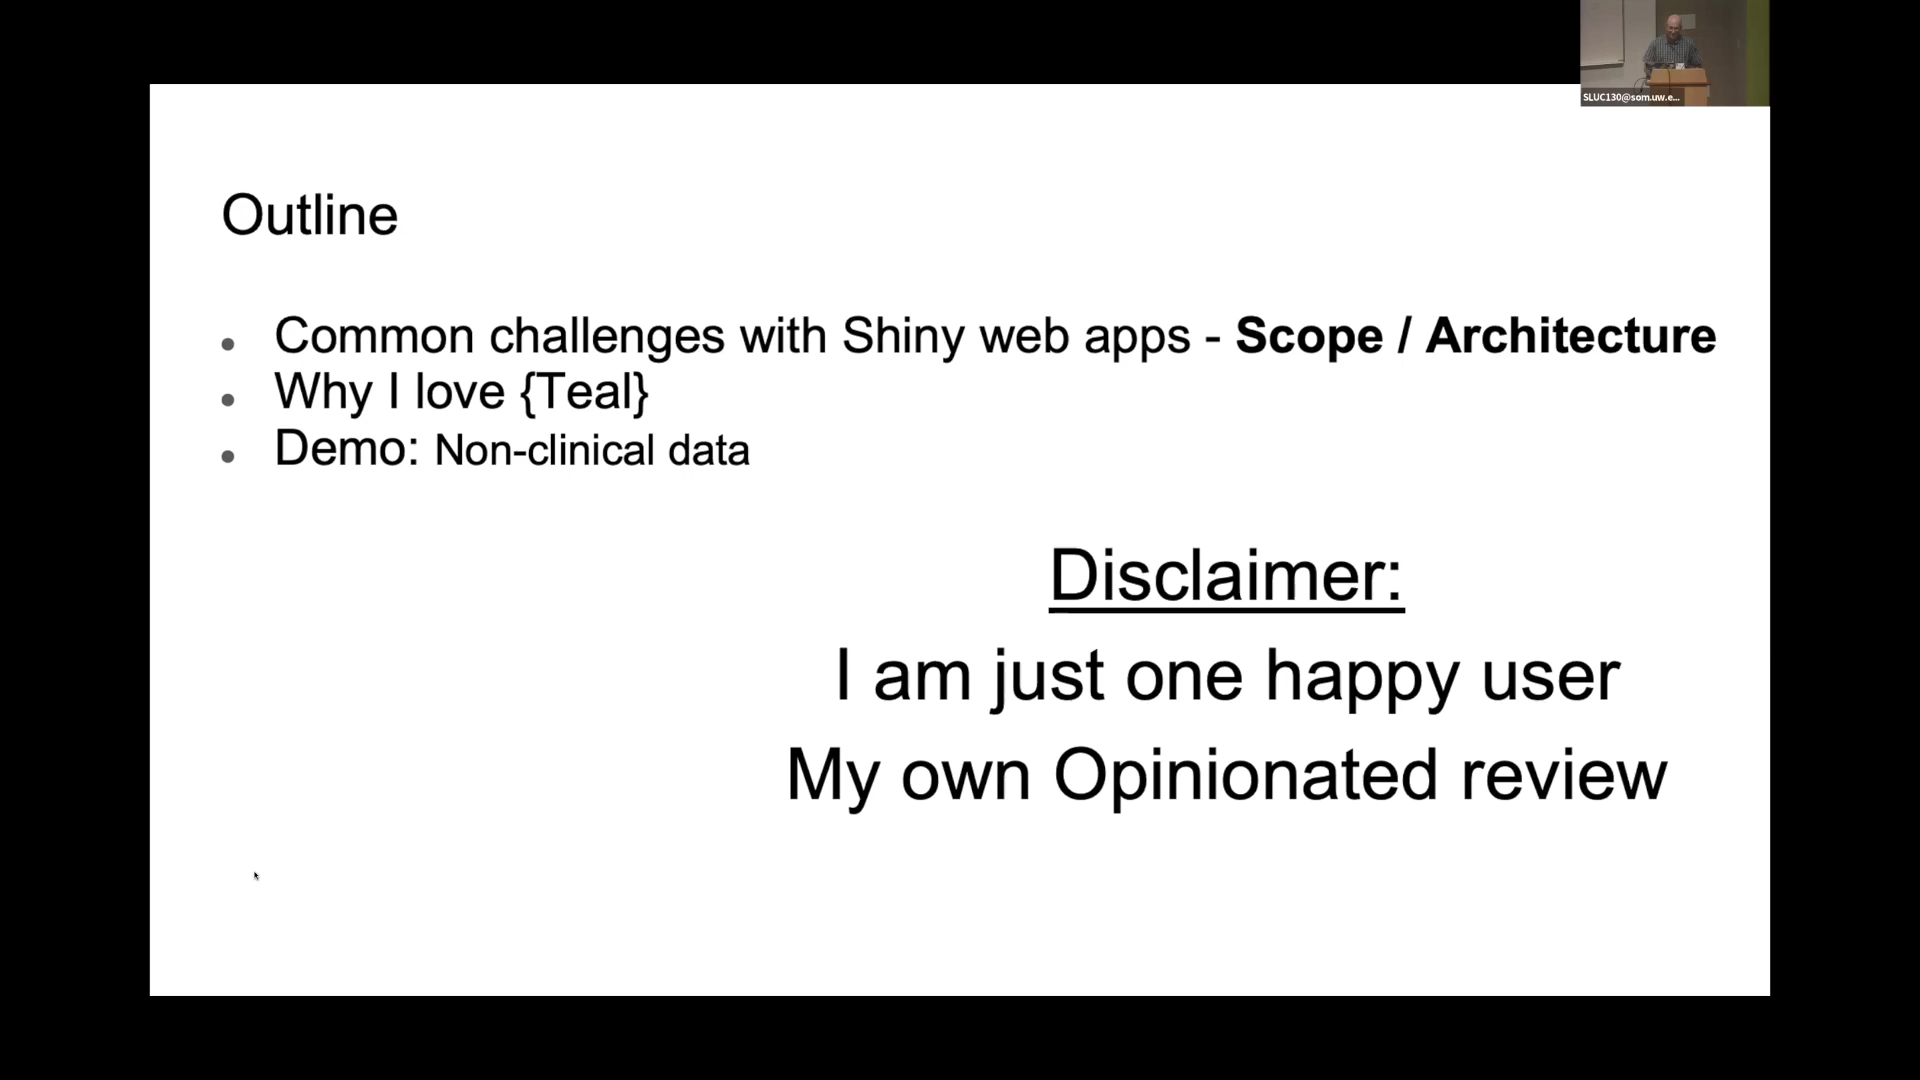 SLUC130@som.uw.e...
Outline
• Common challenges with Shiny web apps - Scope / Architecture
• Why I love {Teal}
• Demo: Non-clinical data
Disclaimer:
I am just one happy user
My own Opinionated review